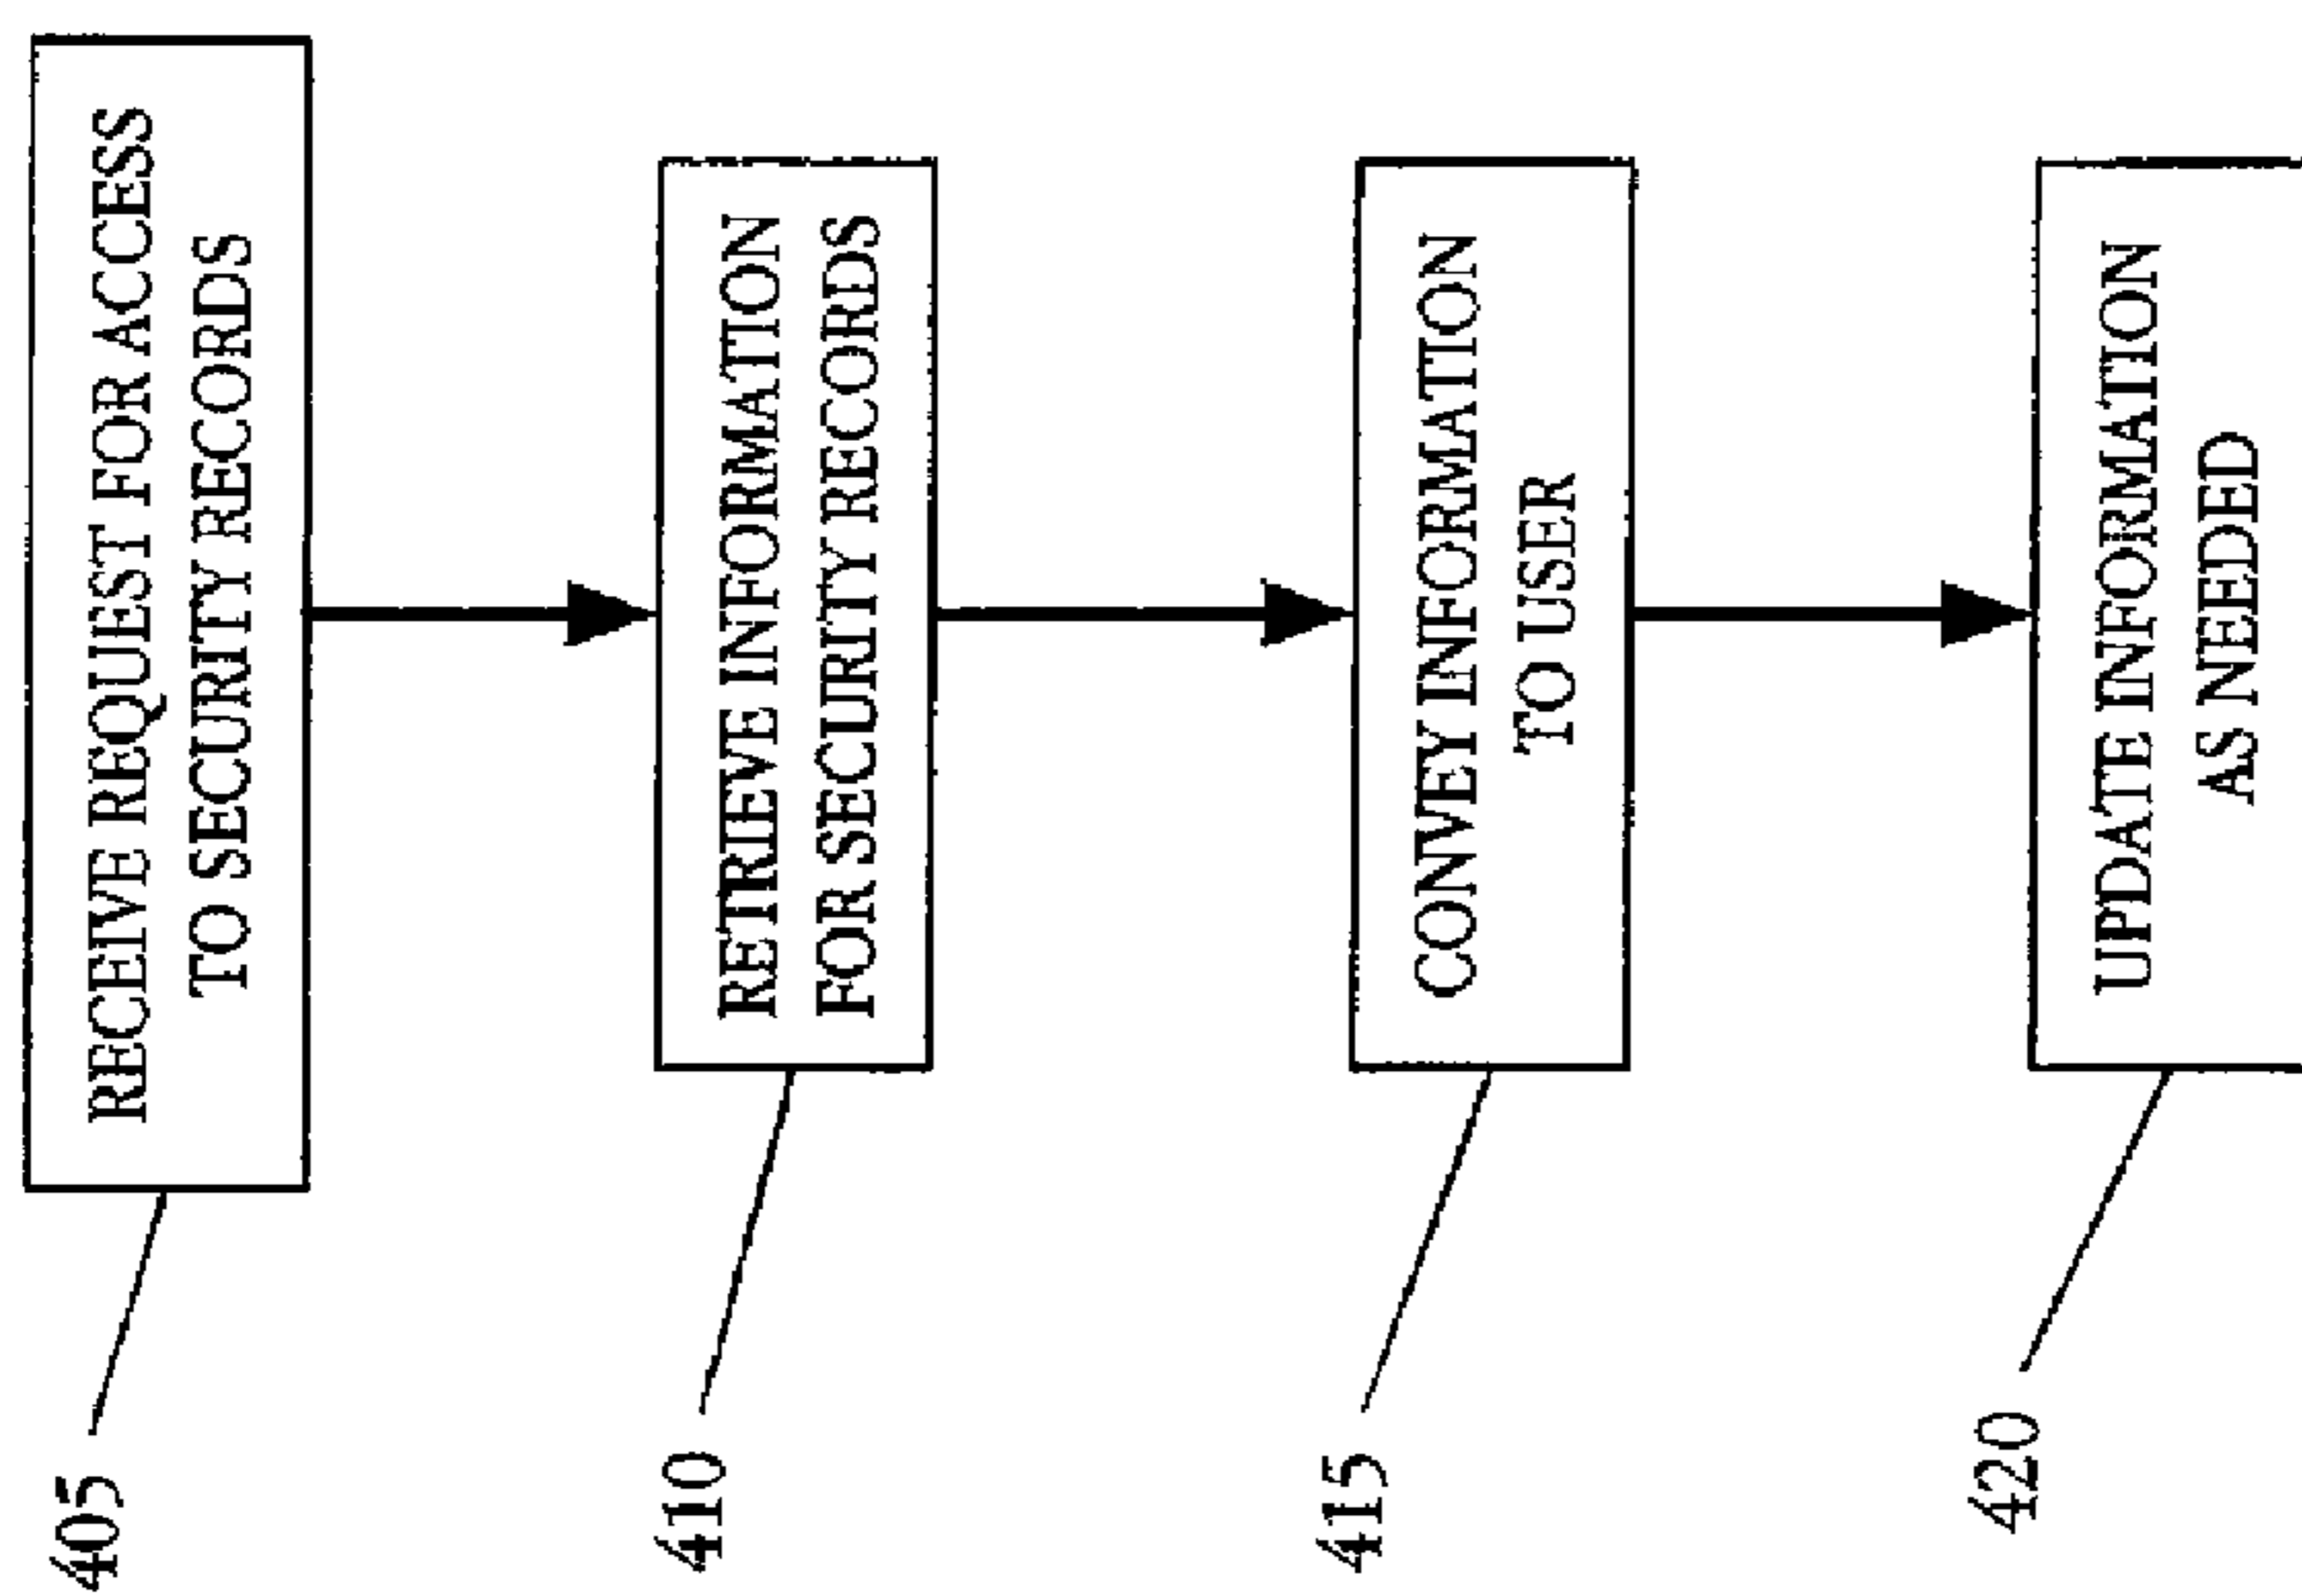 405
RECEIVE REQUEST FOR ACCESS
TO SECURITY RECORDS
410
RETRIEVE INFORMATION
FOR SECURITY RECORDS
415
CONVEY INFORMATION
TO USER
420
UPDATE INFORMATION
AS NEEDED